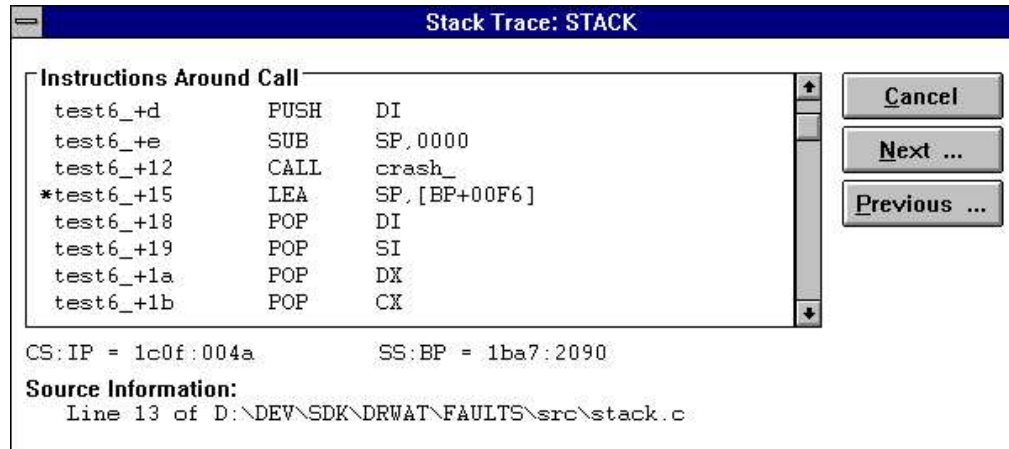 Stack Trace: STACK
Instructions Around Call
test6_+d PUSH DI
test6_+e SUB SP,0000
test6_+12 CALL crash_
*test6_+15 LEA SP,[BP+00F6]
test6_+18 POP DI
test6_+19 POP SI
test6_+1a POP DX
test6_+1b POP CX
Cancel
Next ...
Previous ...
CS:IP = 1c0f:004a SS:BP = 1ba7:2090
Source Information:
Line 13 of D:\DEV\SDK\DRWAT\FAULTS\src\stack.c